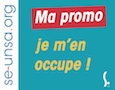 se-unsa.org
Ma promo
je m'en
occupe !